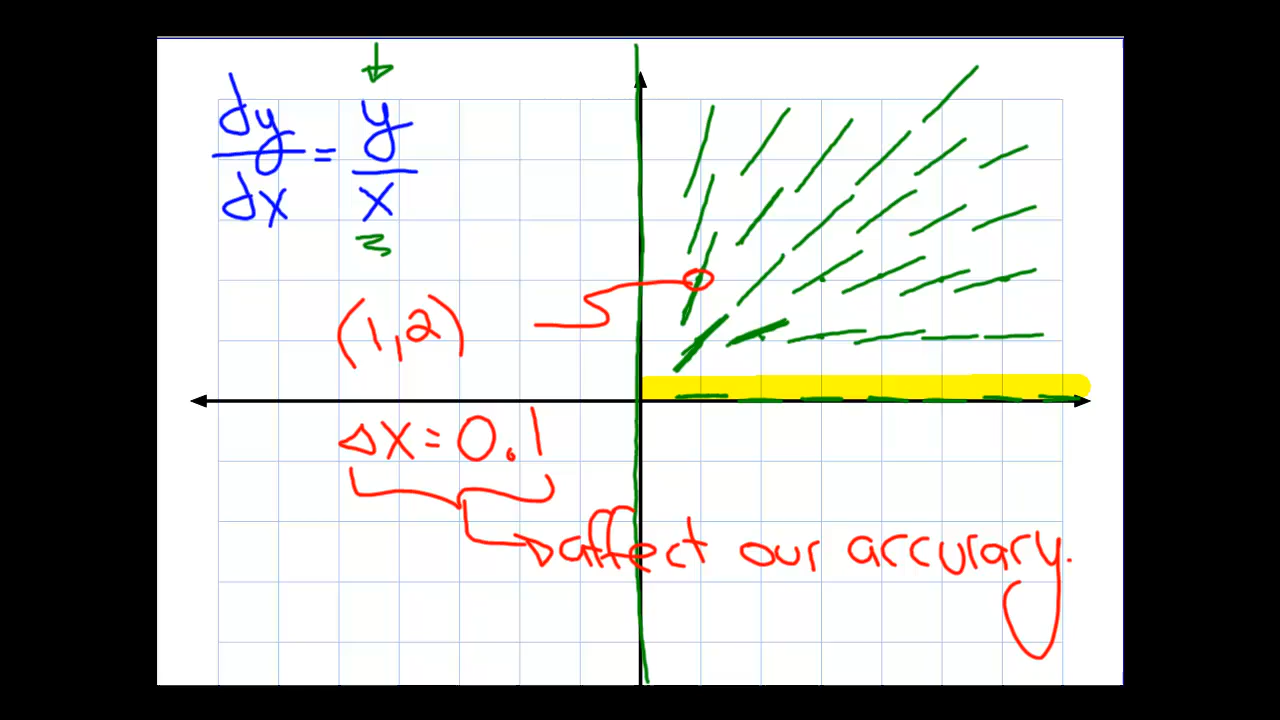 dy/dx = y/x
(1,2)
Δx = 0.1
affect our accurary.